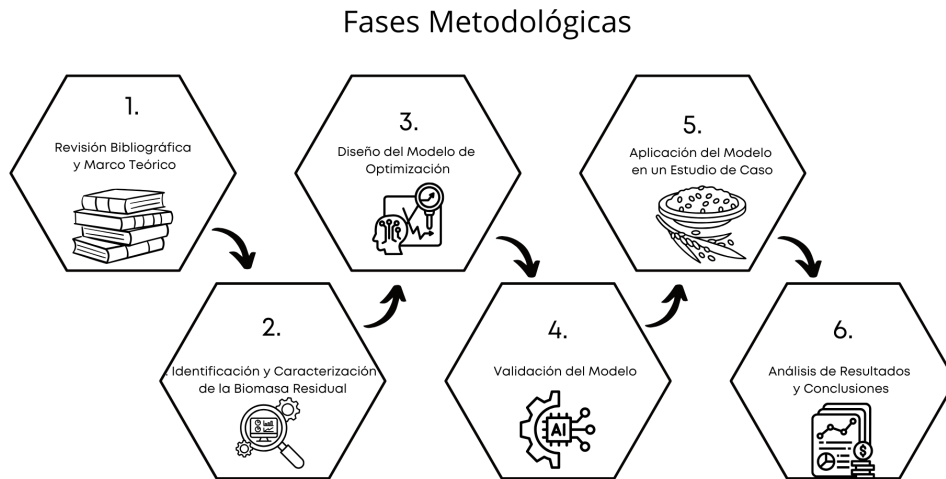 Fases Metodológicas
1.
Revisión Bibliográfica
y Marco Teórico
2.
Identificación y Caracterización
de la Biomasa Residual
3.
Diseño del Modelo de
Optimización
4.
Validación del Modelo
AI
5.
Aplicación del Modelo
en un Estudio de Caso
6.
Análisis de Resultados
y Conclusiones
$